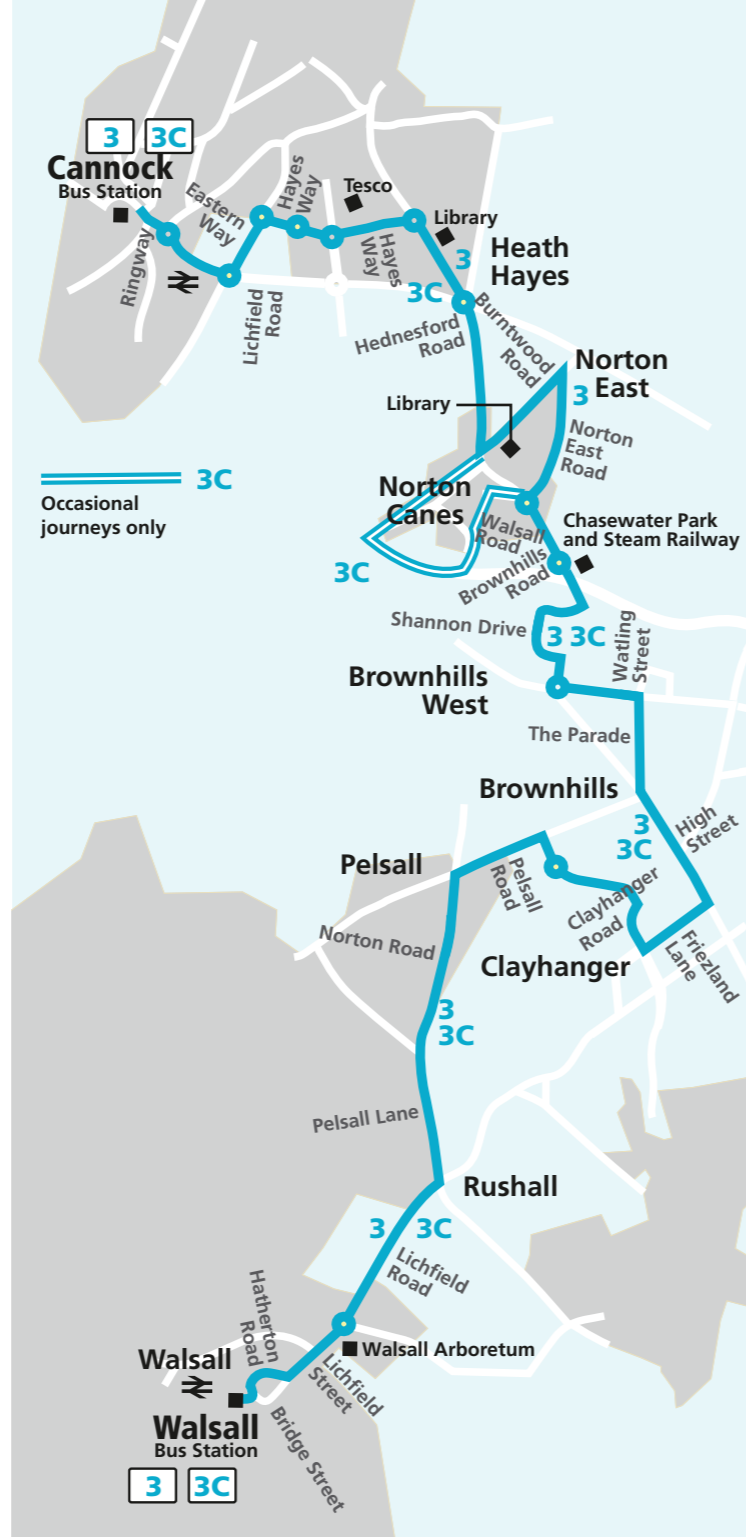 3 3C
Cannock
Bus Station
Ringway
Eastern
Way
Hayes
Way
Tesco
Library
Hayes
Way
Lichfield
Road
3
3C
Heath
Hayes
Hednesford
Road
Burntwood
Road
Norton
East
3
Library
Norton
East
Road
3C
Occasional
journeys only
Norton
Canes
3C
Walsall
Road
Brownhills
Road
Chasewater Park
and Steam Railway
Shannon Drive
3 3C
Watling
Street
Brownhills
West
The Parade
Brownhills
3
3C
High
Street
Pelsall
Pelsall
Road
Clayhanger
Road
Norton Road
Clayhanger
Friezland
Lane
3
3C
Pelsall Lane
Rushall
3 3C
Lichfield
Road
Hatherton
Road
Walsall Arboretum
Walsall
Lichfield
Street
Walsall
Bus Station
Bridge Street
3 3C